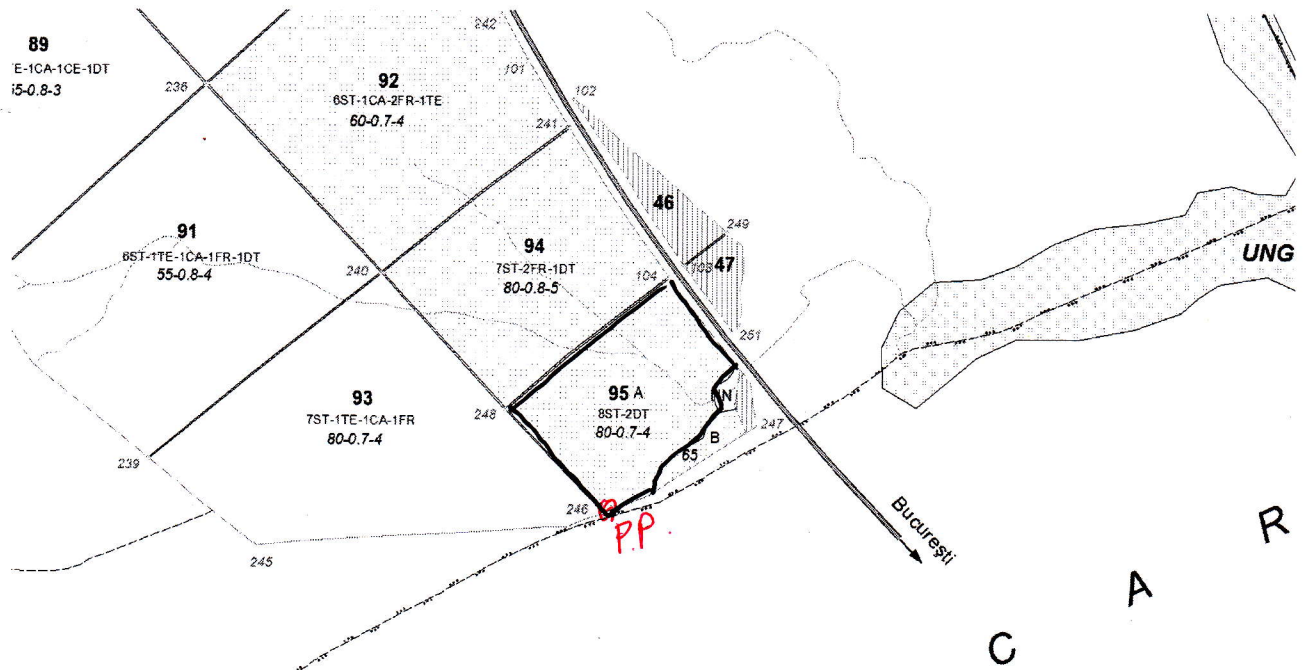 89
E-1CA-1CE-1DT
5-0.8-3
236
92
6ST-1CA-2FR-1TE
60-0.7-4
242
101
102
241
91
6ST-1TE-1CA-1FR-1DT
55-0.8-4
240
94
7ST-2FR-1DT
80-0.8-5
46
249
103
47
104
251
UNG
93
7ST-1TE-1CA-1FR
80-0.7-4
248
95 A
8ST-2DT
80-0.7-4
B
65
247
239
246
P.P.
245
București
R
A
C